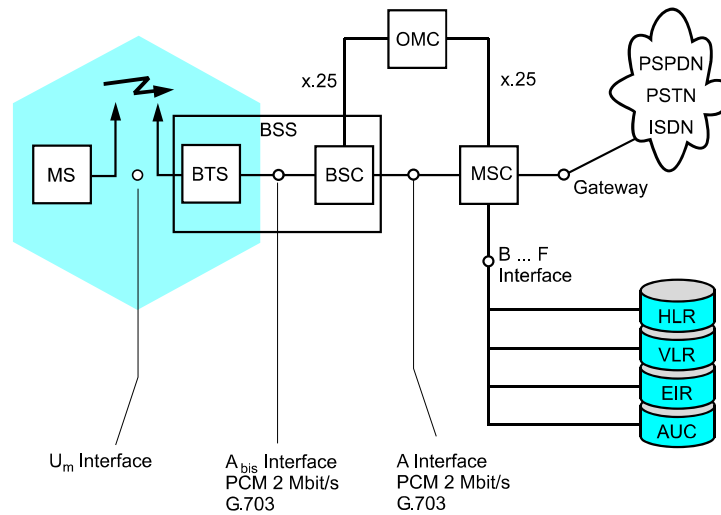 OMC
x.25
x.25
PSPDN
PSTN
ISDN
BSS
MS
BTS
BSC
MSC
Gateway
B ... F
Interface
HLR
VLR
EIR
AUC
Um Interface
Abis Interface
PCM 2 Mbit/s
G.703
A Interface
PCM 2 Mbit/s
G.703